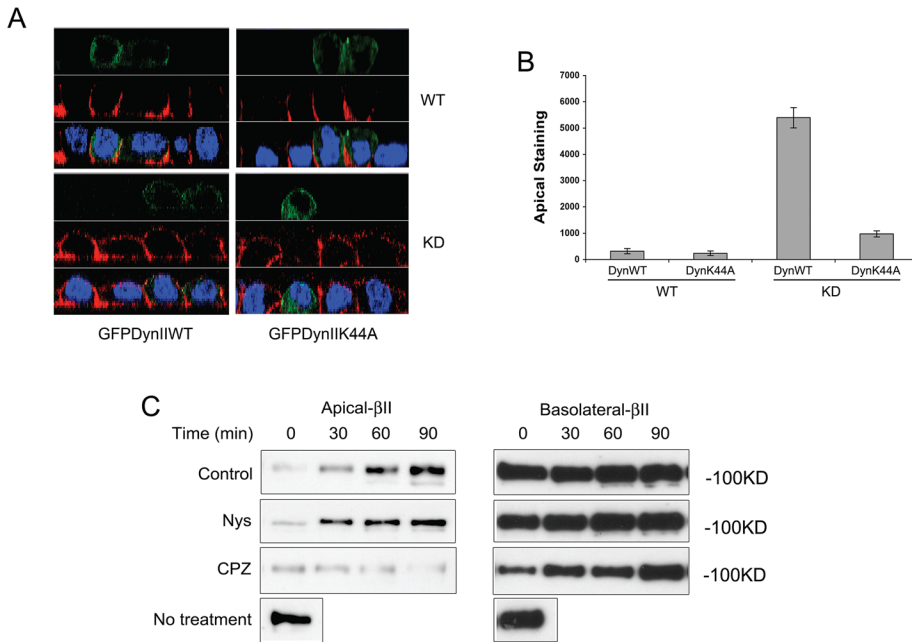 A
WT
KD
GFPDynIIWT GFPDynIIK44A
B
Apical Staining
7000
6000
5000
4000
3000
2000
1000
0
DynWT DynK44A DynWT DynK44A
WT KD
C
Apical-βII Basolateral-βII
Time (min) 0 30 60 90 0 30 60 90
Control -100KD
Nys -100KD
CPZ -100KD
No treatment